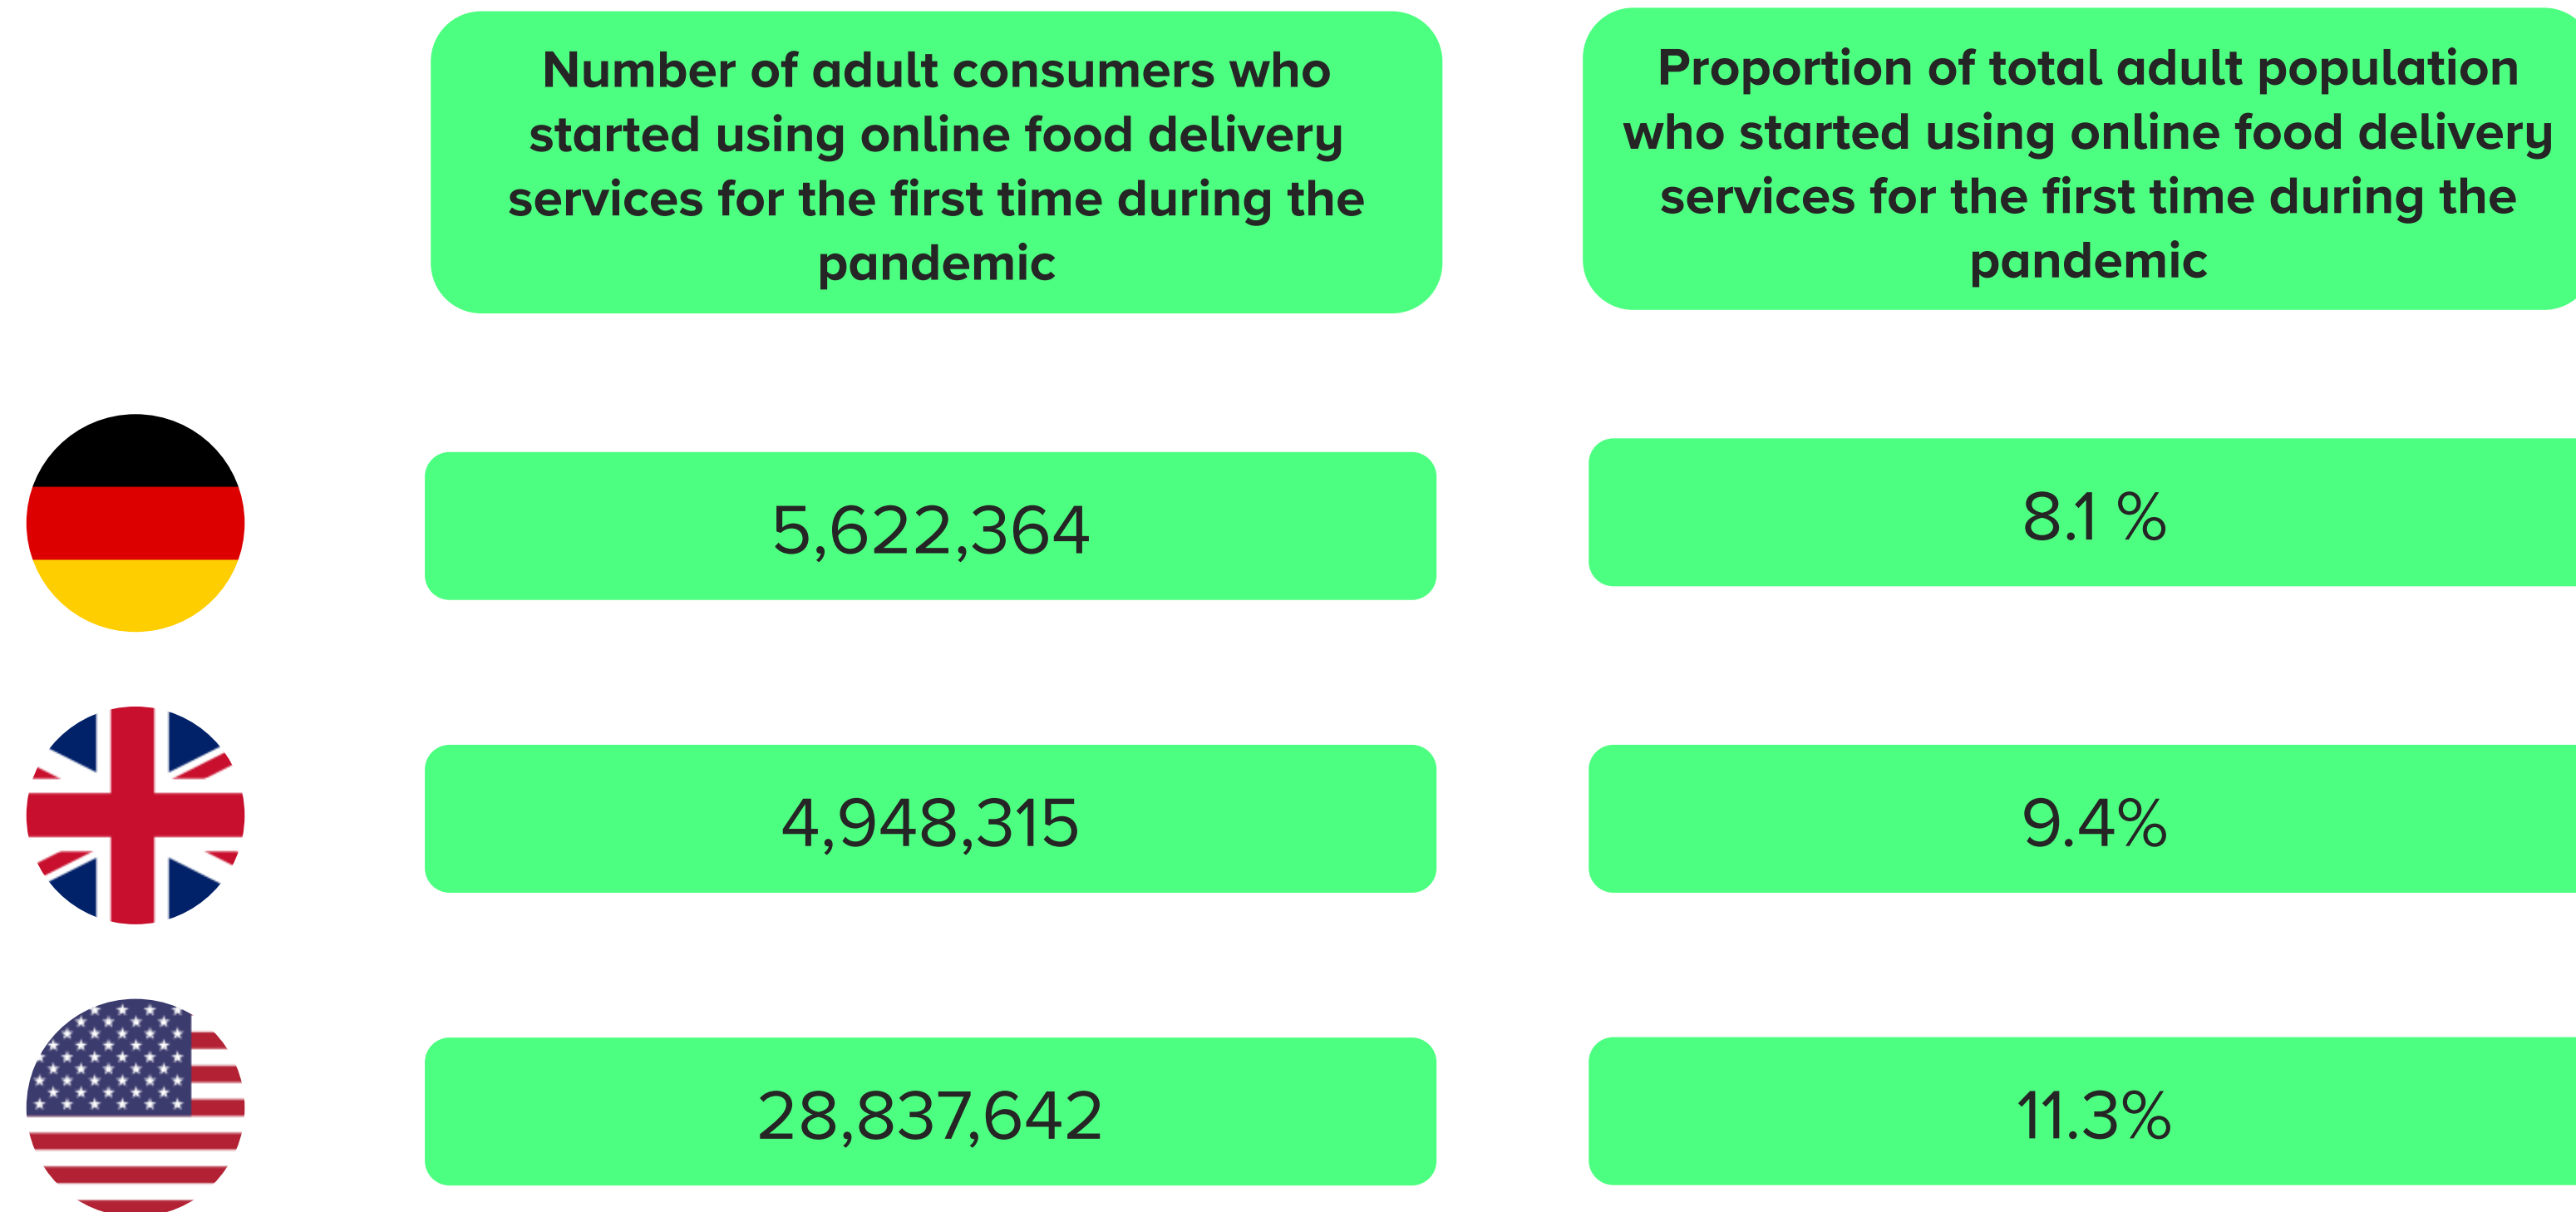 Number of adult consumers who
started using online food delivery
services for the first time during the
pandemic
Proportion of total adult population
who started using online food delivery
services for the first time during the
pandemic
5,622,364
8.1 %
4,948,315
9.4%
28,837,642
11.3%